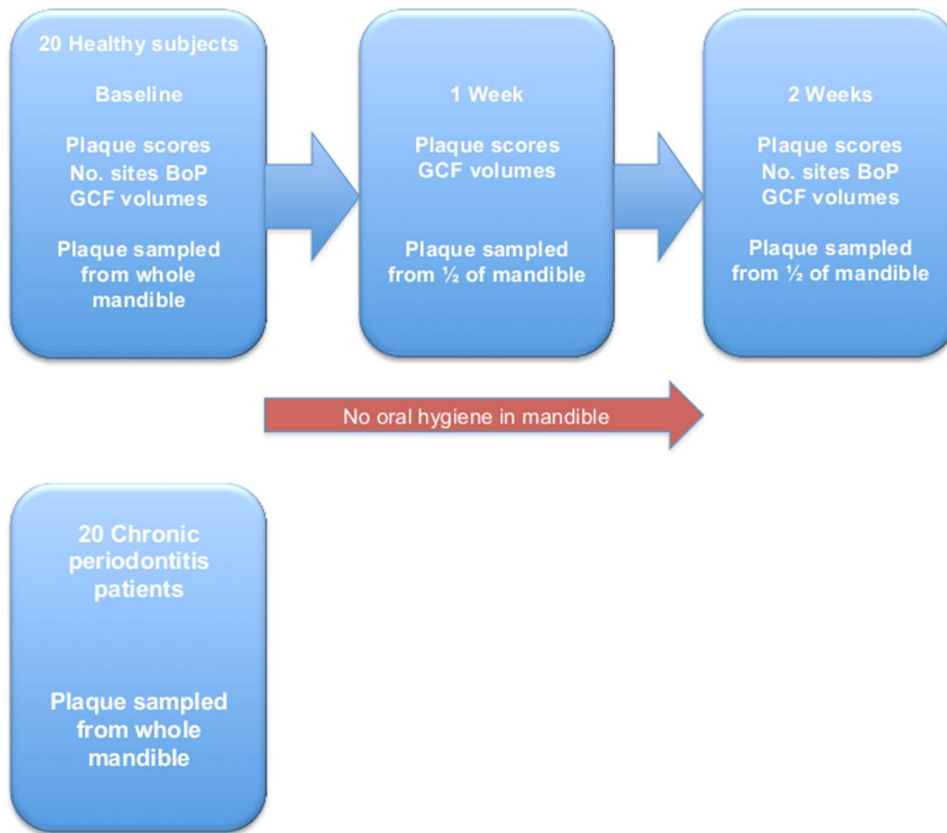 20 Healthy subjects
Baseline
Plaque scores
No. sites BoP
GCF volumes
Plaque sampled
from whole
mandible
1 Week
Plaque scores
GCF volumes
Plaque sampled
from ½ of mandible
2 Weeks
Plaque scores
No. sites BoP
GCF volumes
Plaque sampled
from ½ of mandible
No oral hygiene in mandible
20 Chronic
periodontitis
patients
Plaque sampled
from whole
mandible